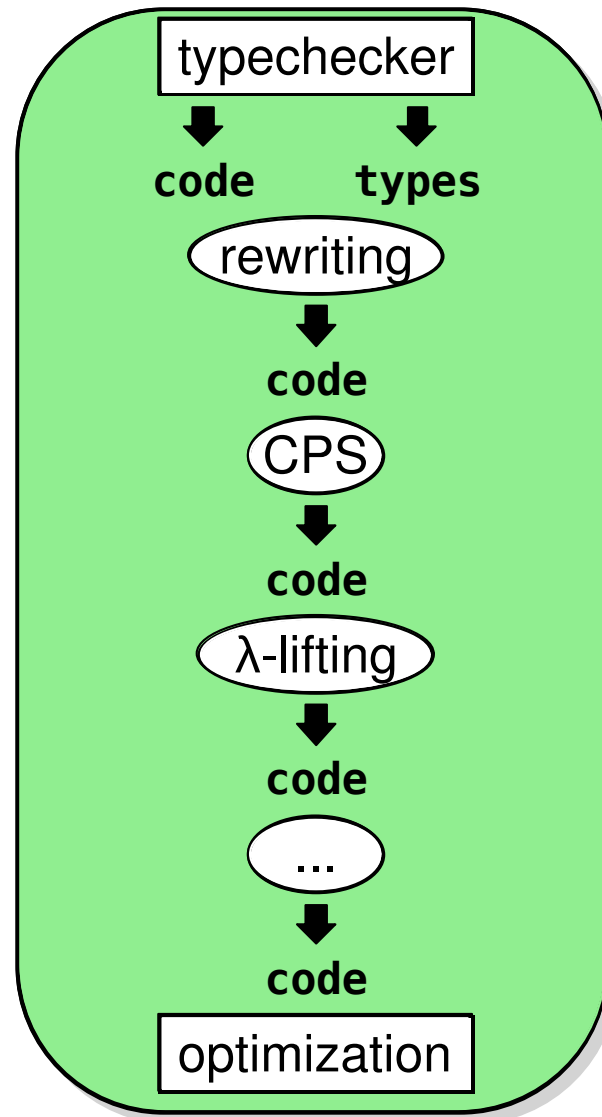 typechecker
code types
rewriting
code
CPS
code
λ-lifting
code
...
code
optimization